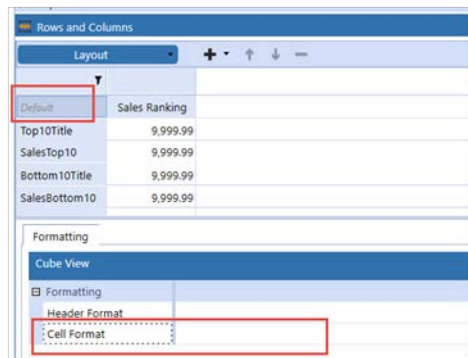 Rows and Columns
Layout
Default Sales Ranking
Top10Title 9,999.99
SalesTop10 9,999.99
Bottom10Title 9,999.99
SalesBottom10 9,999.99
Formatting
Cube View
Formatting
Header Format
Cell Format